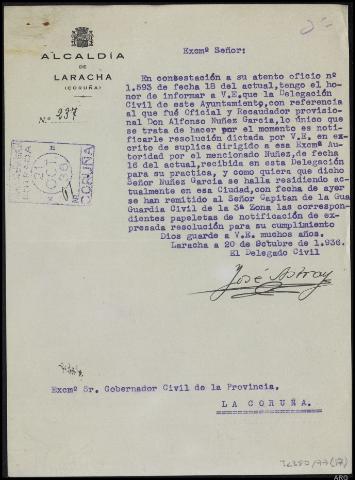 ALCALDÍA
DE
LARACHA
(CORUÑA)
N.º 237
21 OCT
CORUÑA
Excmº Señor:
En contestación a su atento oficio nº
1.593 de fecha 18 del actual, tengo el ho-
nor de informar a V.E. que la Delegación
Civil de este Ayuntamiento, con referencia
al que fué Oficial y Recaudador provisio-
nal Don Alfonso Nuñez Garcia, lo único que
se trata de hacer por el momento es noti-
ficarle resolución dictada por V.E. en es-
crito de suplica dirigido a esa Excmª Au-
toridad por el mencionado Nuñez, de fecha
16 del actual, recibida en esta Delegación
para su practica, y como quiera que dicho
Señor Nuñez Garcia se halla residiendo ac-
tualmente en esa Ciudad, con fecha de ayer
se han remitido al Señor Capitan de la Gua
Guardia Civil de la 3ª Zona las correspon-
dientes papeletas de notificación de ex-
presada resolución para su cumplimiento
Dios guarde a V.E. muchos años.
Laracha a 20 de Octubre de 1.936.
El Delegado Civil
José Astray
Excmº Sr. Gobernador Civil de la Provincia.
LA CORUÑA.